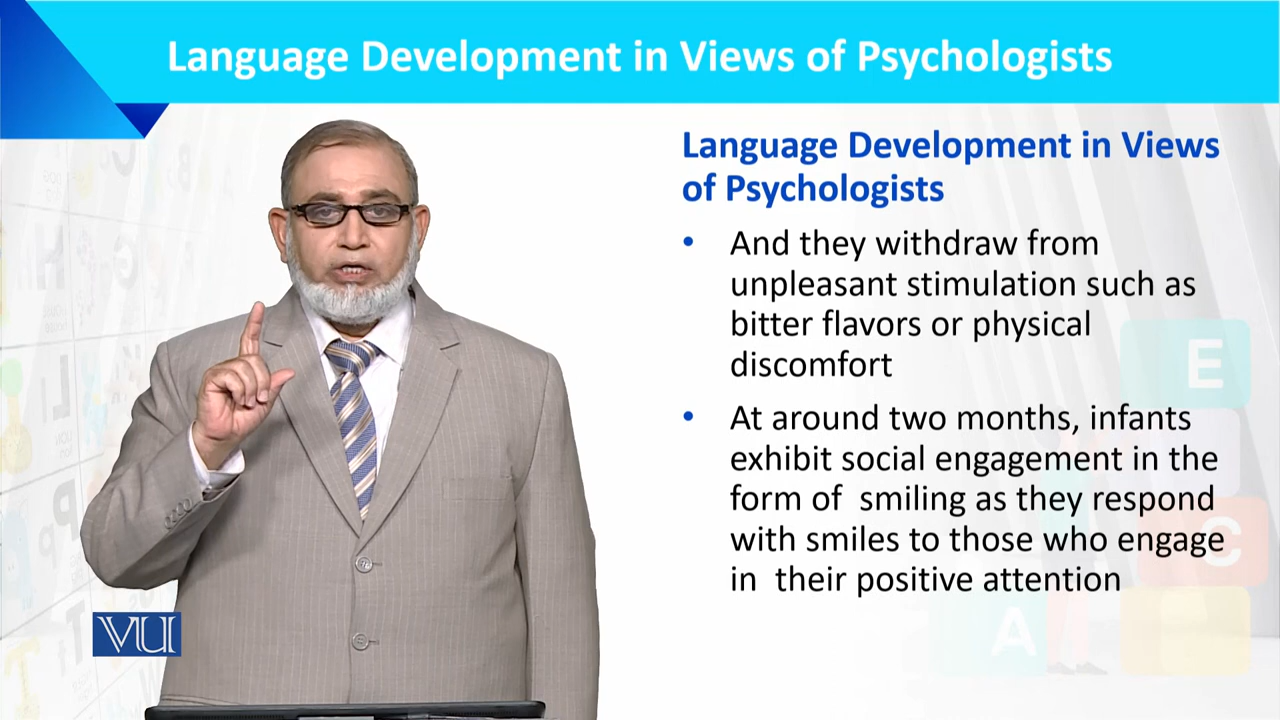 Language Development in Views of Psychologists
Language Development in Views
of Psychologists
• And they withdraw from
unpleasant stimulation such as
bitter flavors or physical
discomfort
• At around two months, infants
exhibit social engagement in the
form of  smiling as they respond
with smiles to those who engage
in  their positive attention
VU
E
C
A